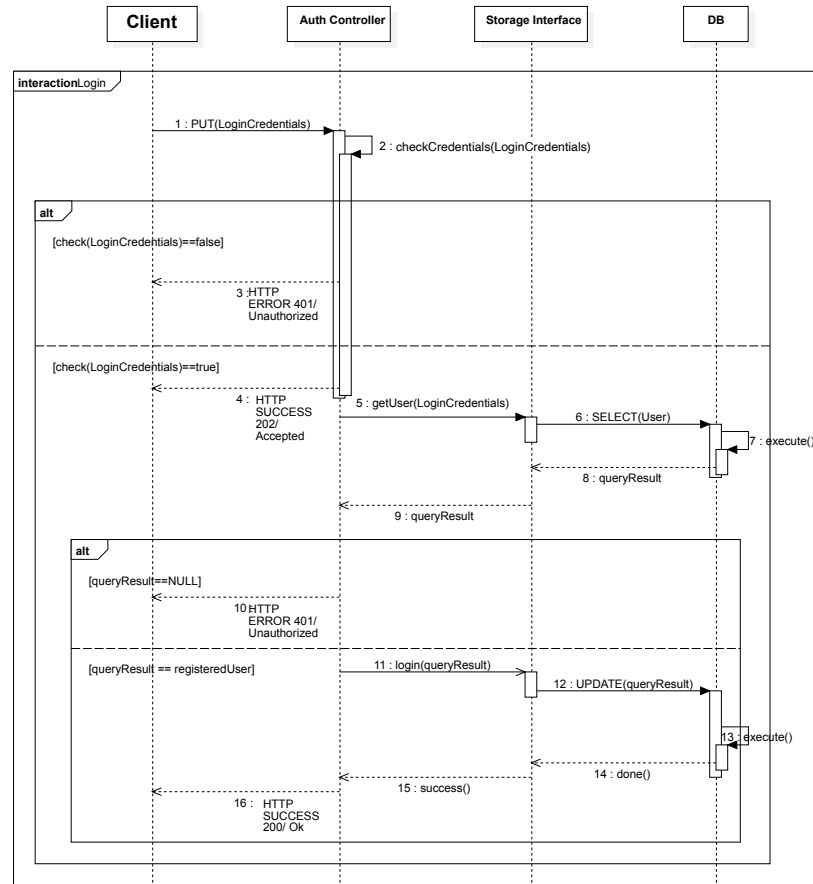 Client
Auth Controller
Storage Interface
DB
interactionLogin
1 : PUT(LoginCredentials)
2 : checkCredentials(LoginCredentials)
alt
[check(LoginCredentials)==false]
3 :HTTP
ERROR 401/
Unauthorized
[check(LoginCredentials)==true]
4 : HTTP
SUCCESS
202/
Accepted
5 : getUser(LoginCredentials)
6 : SELECT(User)
7 : execute()
8 : queryResult
9 : queryResult
alt
[queryResult==NULL]
10 :HTTP
ERROR 401/
Unauthorized
[queryResult == registeredUser]
11 : login(queryResult)
12 : UPDATE(queryResult)
13 : execute()
14 : done()
15 : success()
16 : HTTP
SUCCESS
200/ Ok